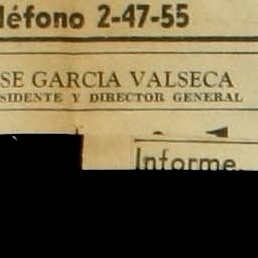 léfono 2-47-55
SE GARCIA VALSECA
SIDENTE Y DIRECTOR GENERAL
Informe.